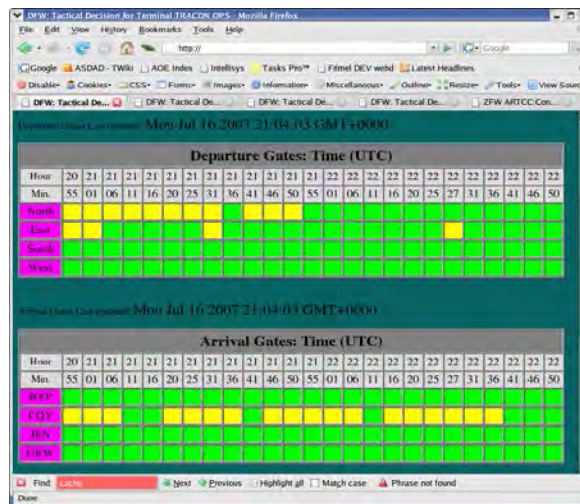 DFW: Tactical Decision for Terminal TRACON OPS - Mozilla Firefox
File Edit View History Bookmarks Tools Help
http:// Google
Google ASDAD - TWiki AOE Index Intellisys Tasks Pro™ Fitmel DEV webd Latest Headlines
Disable Cookies CSS Forms Images Information Miscellaneous Outline Resize Tools View Sourc
DFW: Tactical De... DFW: Tactical De... DFW: Tactical De... DFW: Tactical De... ZFW ARTCC:Con...
Mon Jul 16 2007 21:04:03 GMT+0000
Departure Gates: Time (UTC)
Hour 20 21 21 21 21 21 21 21 21 21 21 21 22 22 22 22 22 22 22 22 22 22 22
Min. 55 01 06 11 16 20 25 31 36 41 46 50 55 01 06 11 16 20 25 27 31 36 41 46 50
North
East
South
West
Mon Jul 16 2007 21:04:03 GMT+0000
Arrival Gates: Time (UTC)
Hour 20 21 21 21 21 21 21 21 21 21 21 21 22 22 22 22 22 22 22 22 22 22 22
Min. 55 01 06 11 16 20 25 31 36 41 46 50 01 06 11 16 20 25 27 31 36 41 46 50
CQY
JEN
Find: Next Previous Highlight all Match case Phrase not found
Done